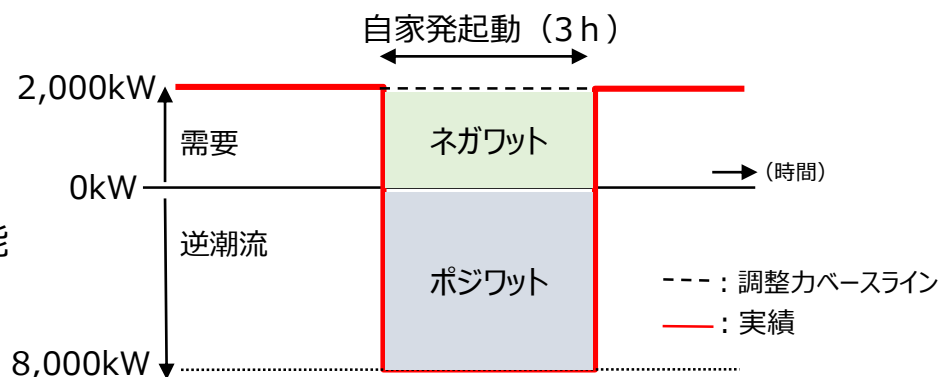 自家発起動（3ｈ）
2,000kW
需要
ネガワット
0kW
（時間）
能
逆潮流
ポジワット
：調整力ベースライン
：実績
8,000kW